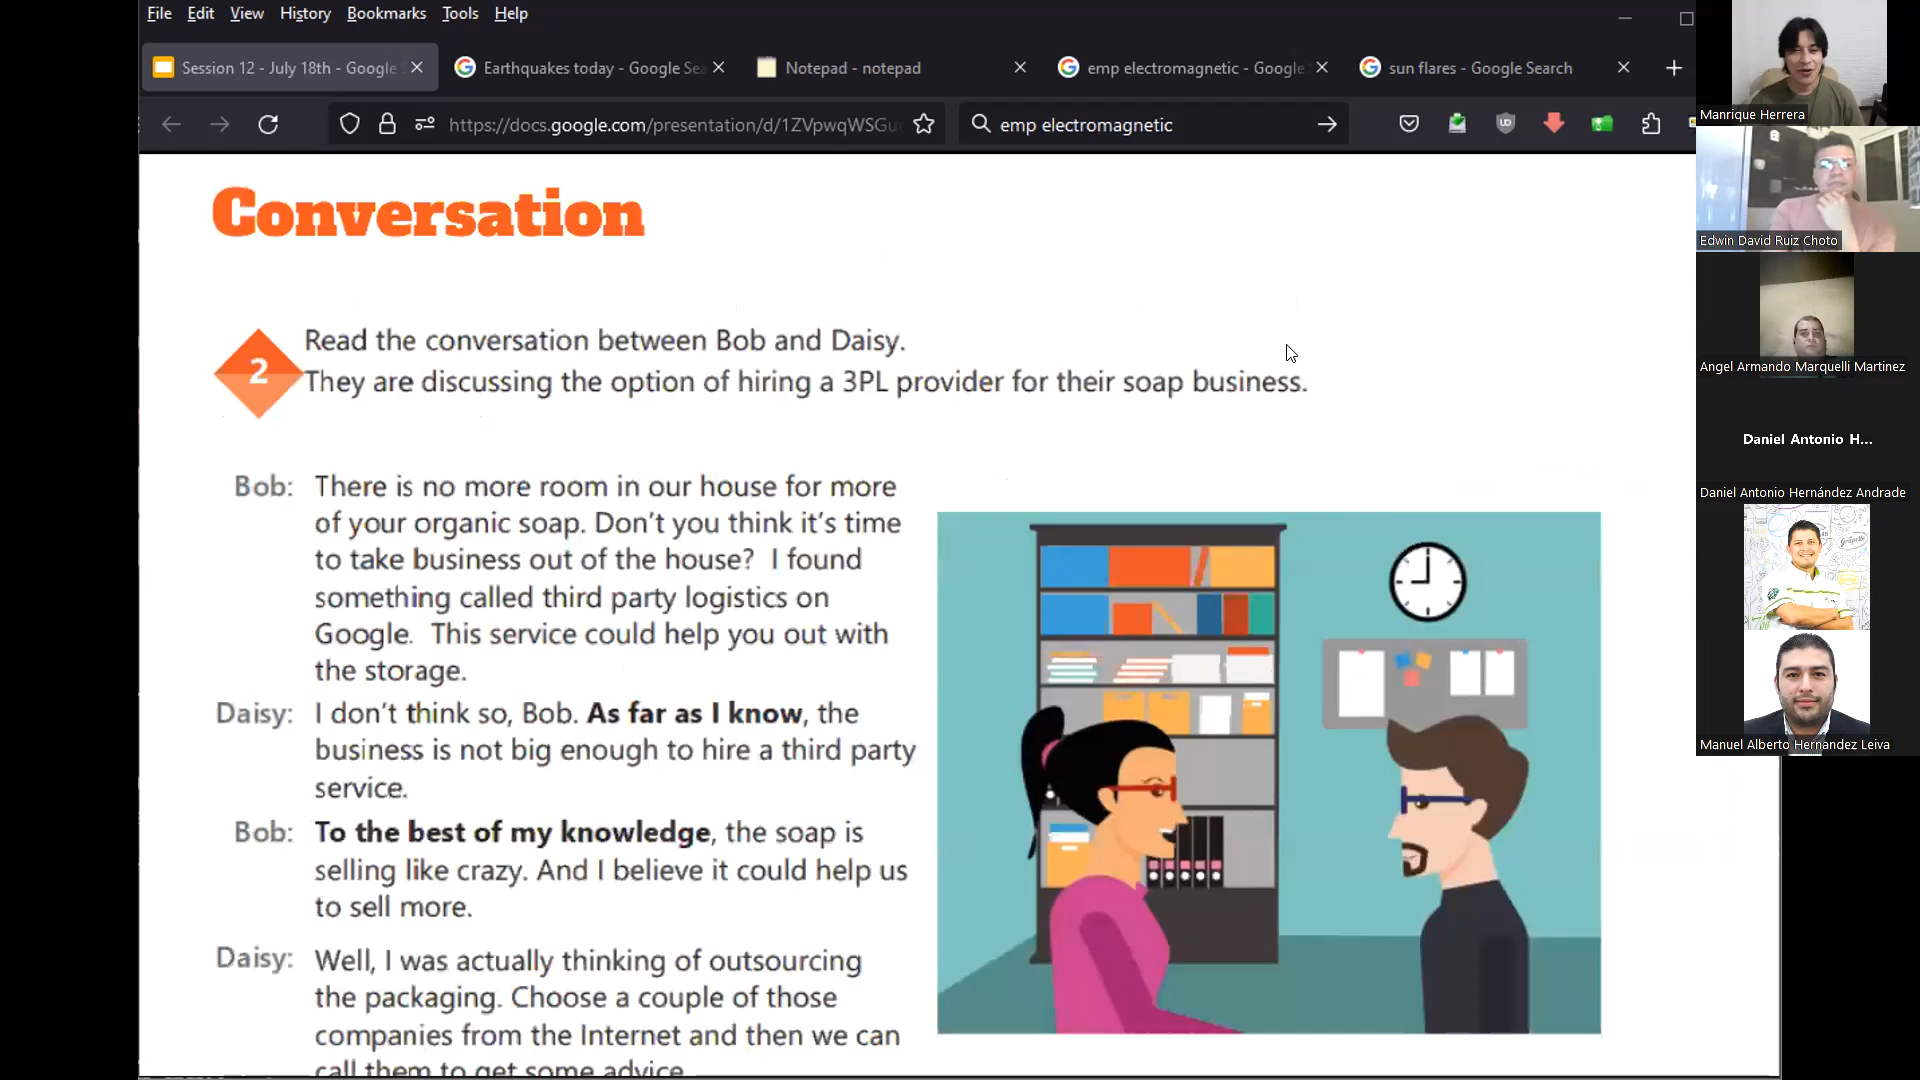 File Edit View History Bookmarks Tools Help
Session 12 - July 18th - Google
Earthquakes today - Google Sea
Notepad - notepad
emp electromagnetic - Google
sun flares - Google Search
https://docs.google.com/presentation/d/1ZVpwqWSGu
emp electromagnetic
Conversation
2
Read the conversation between Bob and Daisy.
They are discussing the option of hiring a 3PL provider for their soap business.
Bob: There is no more room in our house for more
of your organic soap. Don't you think it's time
to take business out of the house? I found
something called third party logistics on
Google. This service could help you out with
the storage.
Daisy: I don't think so, Bob. As far as I know, the
business is not big enough to hire a third party
service.
Bob: To the best of my knowledge, the soap is
selling like crazy. And I believe it could help us
to sell more.
Daisy: Well, I was actually thinking of outsourcing
the packaging. Choose a couple of those
companies from the Internet and then we can
call them to get some advice.
Manrique Herrera
Edwin David Ruiz Choto
Angel Armando Marquelli Martinez
Daniel Antonio H...
Daniel Antonio Hernández Andrade
Manuel Alberto Hernandez Leiva